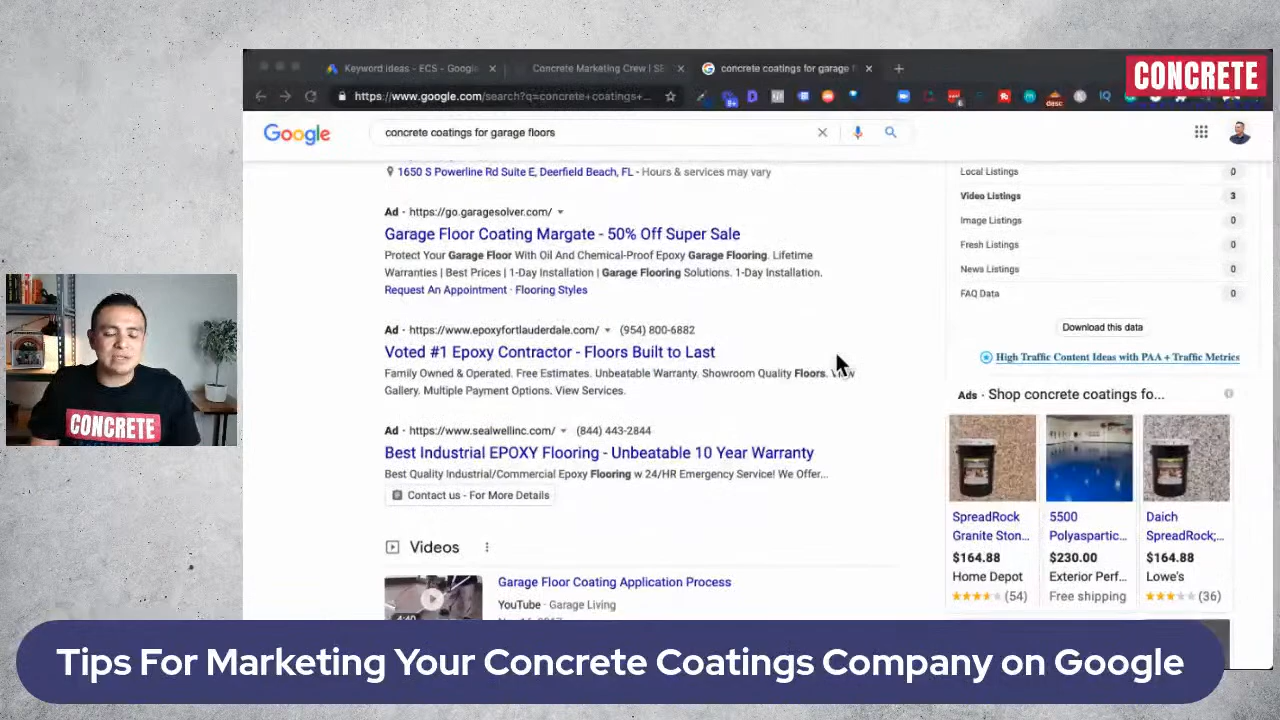 Keyword ideas - ECS - Google
Concrete Marketing Crew | SE
concrete coatings for garage f
CONCRETE
https://www.google.com/search?q=concrete+coatings+...
Google
concrete coatings for garage floors
1650 S Powerline Rd Suite E, Deerfield Beach, FL - Hours & services may vary
Ad · https://go.garagesolver.com/
Garage Floor Coating Margate - 50% Off Super Sale
Protect Your Garage Floor With Oil And Chemical-Proof Epoxy Garage Flooring. Lifetime
Warranties | Best Prices | 1-Day Installation | Garage Flooring Solutions. 1-Day Installation.
Request An Appointment · Flooring Styles
Ad · https://www.epoxyfortlauderdale.com/ (954) 800-6882
Voted #1 Epoxy Contractor - Floors Built to Last
Family Owned & Operated. Free Estimates. Unbeatable Warranty. Showroom Quality Floors.
Gallery. Multiple Payment Options. View Services.
Ad · https://www.sealwellinc.com/ (844) 443-2844
Best Industrial EPOXY Flooring - Unbeatable 10 Year Warranty
Best Quality Industrial/Commercial Epoxy Flooring w 24/HR Emergency Service! We Offer...
Contact us - For More Details
Videos
Garage Floor Coating Application Process
YouTube · Garage Living
4:40
Local Listings 0
Video Listings 3
Image Listings 0
Fresh Listings 0
News Listings 0
FAQ Data 0
Download this data
High Traffic Content Ideas with PAA + Traffic Metrics
Ads · Shop concrete coatings fo...
SpreadRock
Granite Ston...
$164.88
Home Depot
(54)
5500
Polyaspartic...
$230.00
Exterior Perf...
Free shipping
Daich
SpreadRock;...
$164.88
Lowe's
(36)
CONCRETE
Tips For Marketing Your Concrete Coatings Company on Google